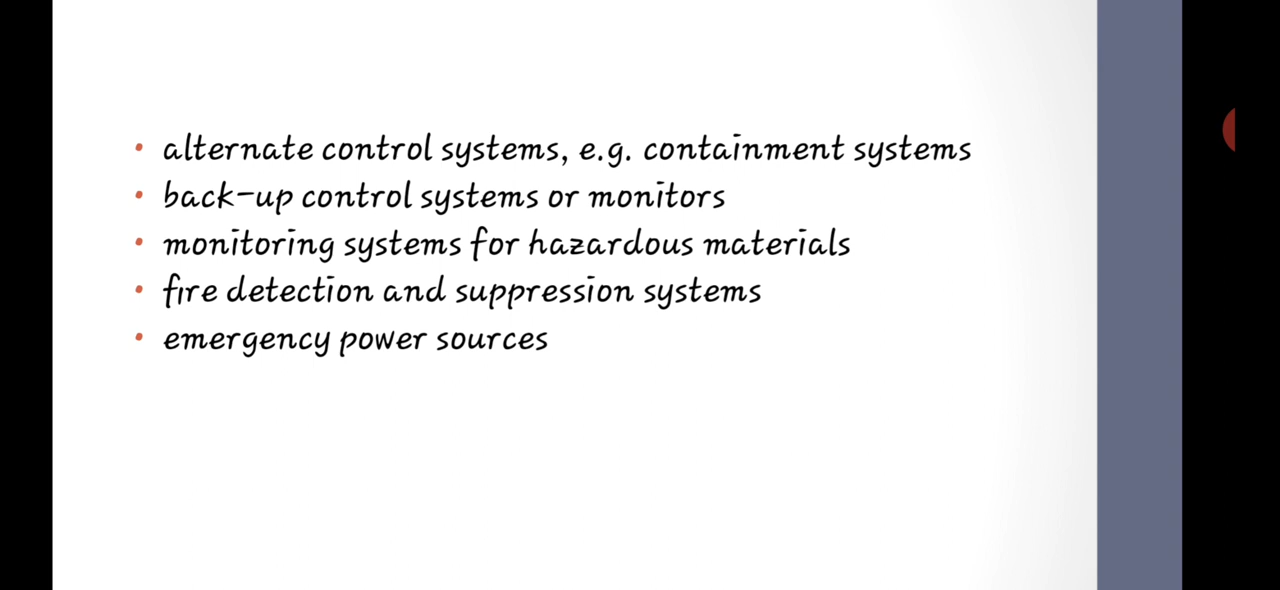 • alternate control systems, e.g. containment systems
• back-up control systems or monitors
• monitoring systems for hazardous materials
• fire detection and suppression systems
• emergency power sources